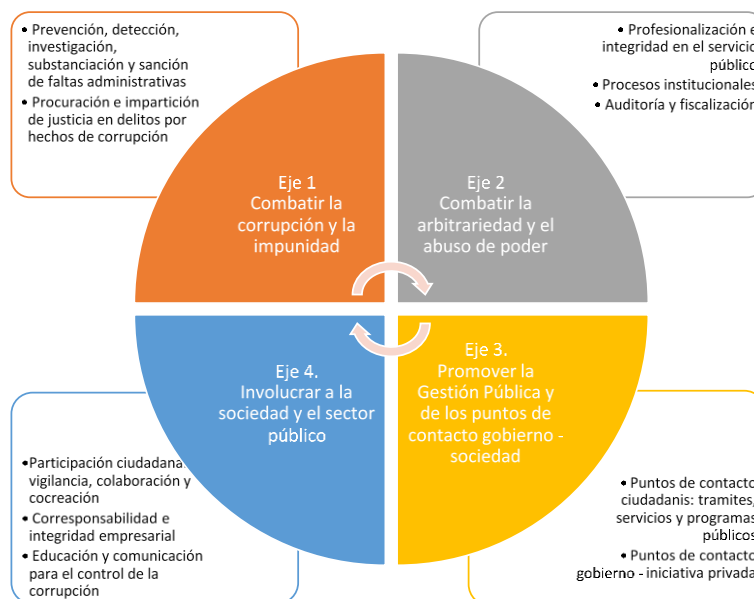 • Prevención, detección,
investigación,
substanciación y sanción
de faltas administrativas
• Procuración e impartición
de justicia en delitos por
hechos de corrupción
• Profesionalización e
integridad en el servicio
público
• Procesos institucionales
• Auditoría y fiscalización
Eje 1
Combatir la
corrupción y la
impunidad
Eje 2
Combatir la
arbitrariedad y el
abuso de poder
Eje 4.
Involucrar a la
sociedad y el sector
público
Eje 3.
Promover la
Gestión Pública y
de los puntos de
contacto gobierno -
sociedad
•Participación ciudadana:
vigilancia, colaboración y
cocreación
• Corresponsabilidad e
integridad empresarial
• Educación y comunicación
para el control de la
corrupción
• Puntos de contacto
ciudadanis: tramites,
servicios y programas
públicos
• Puntos de contacto
gobierno - iniciativa privada